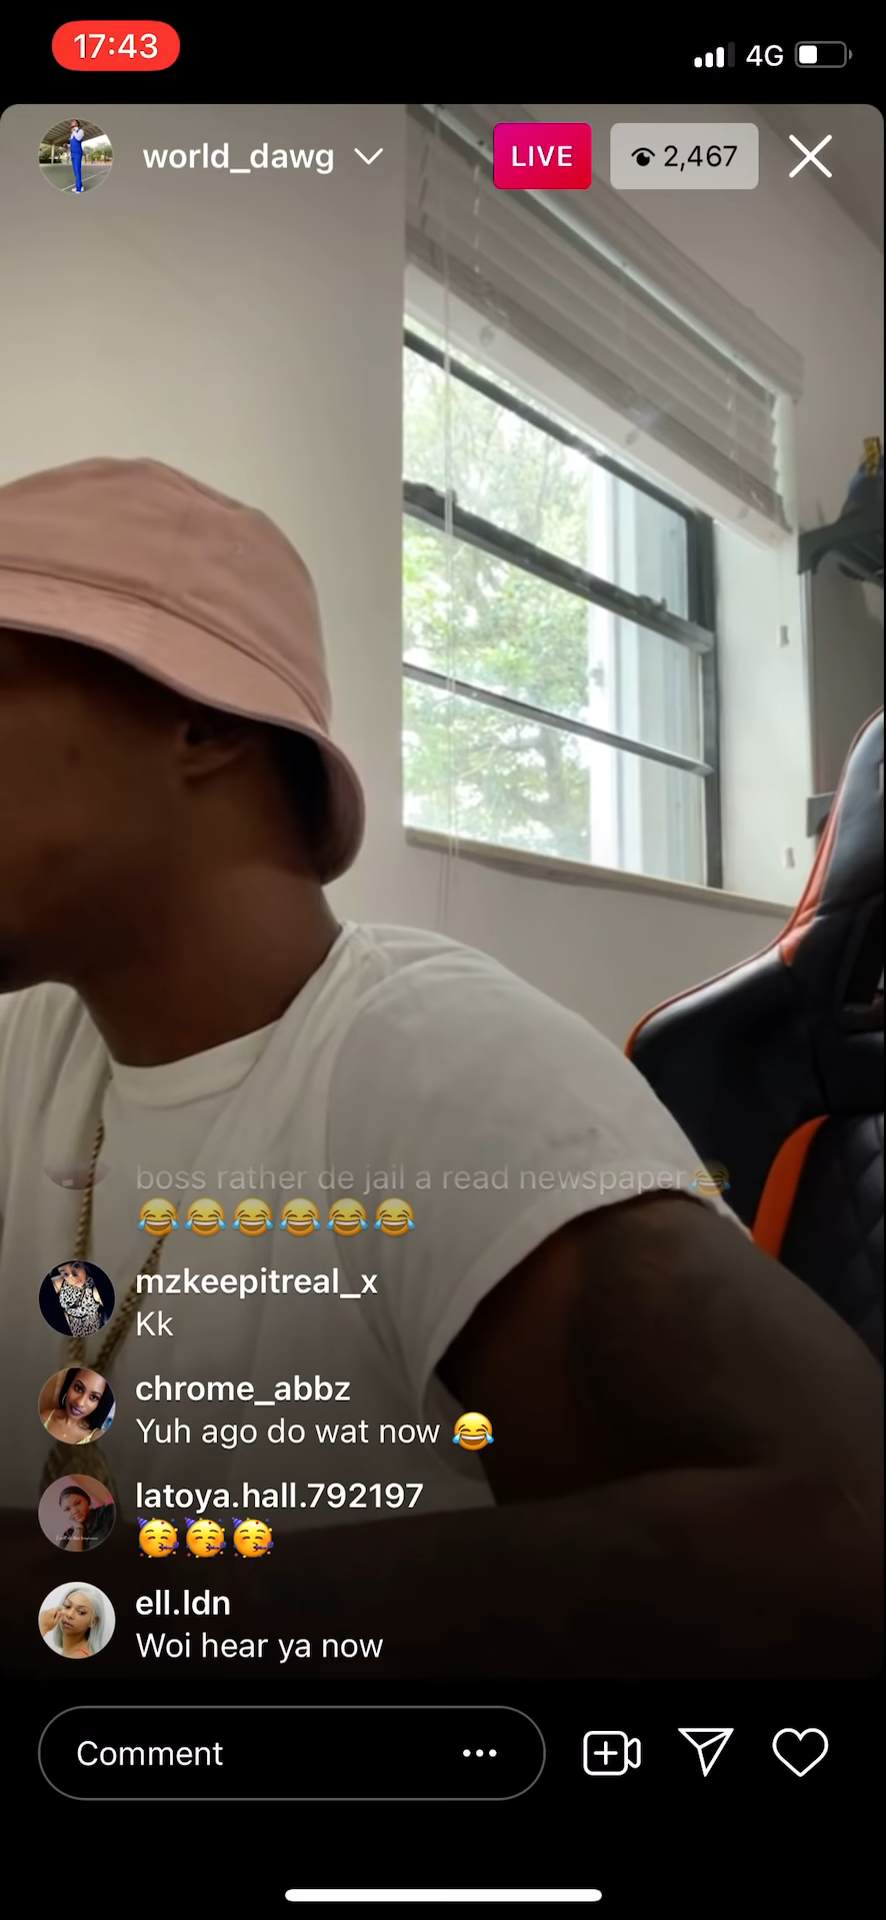 17:43
4G
world_dawg
LIVE
2,467
boss rather de jail a read newspaper😂
😂😂😂😂😂😂
mzkeepitreal_x
Kk
chrome_abbz
Yuh ago do wat now 😂
latoya.hall.792197
🥳🥳🥳
ell.ldn
Woi hear ya now
Comment